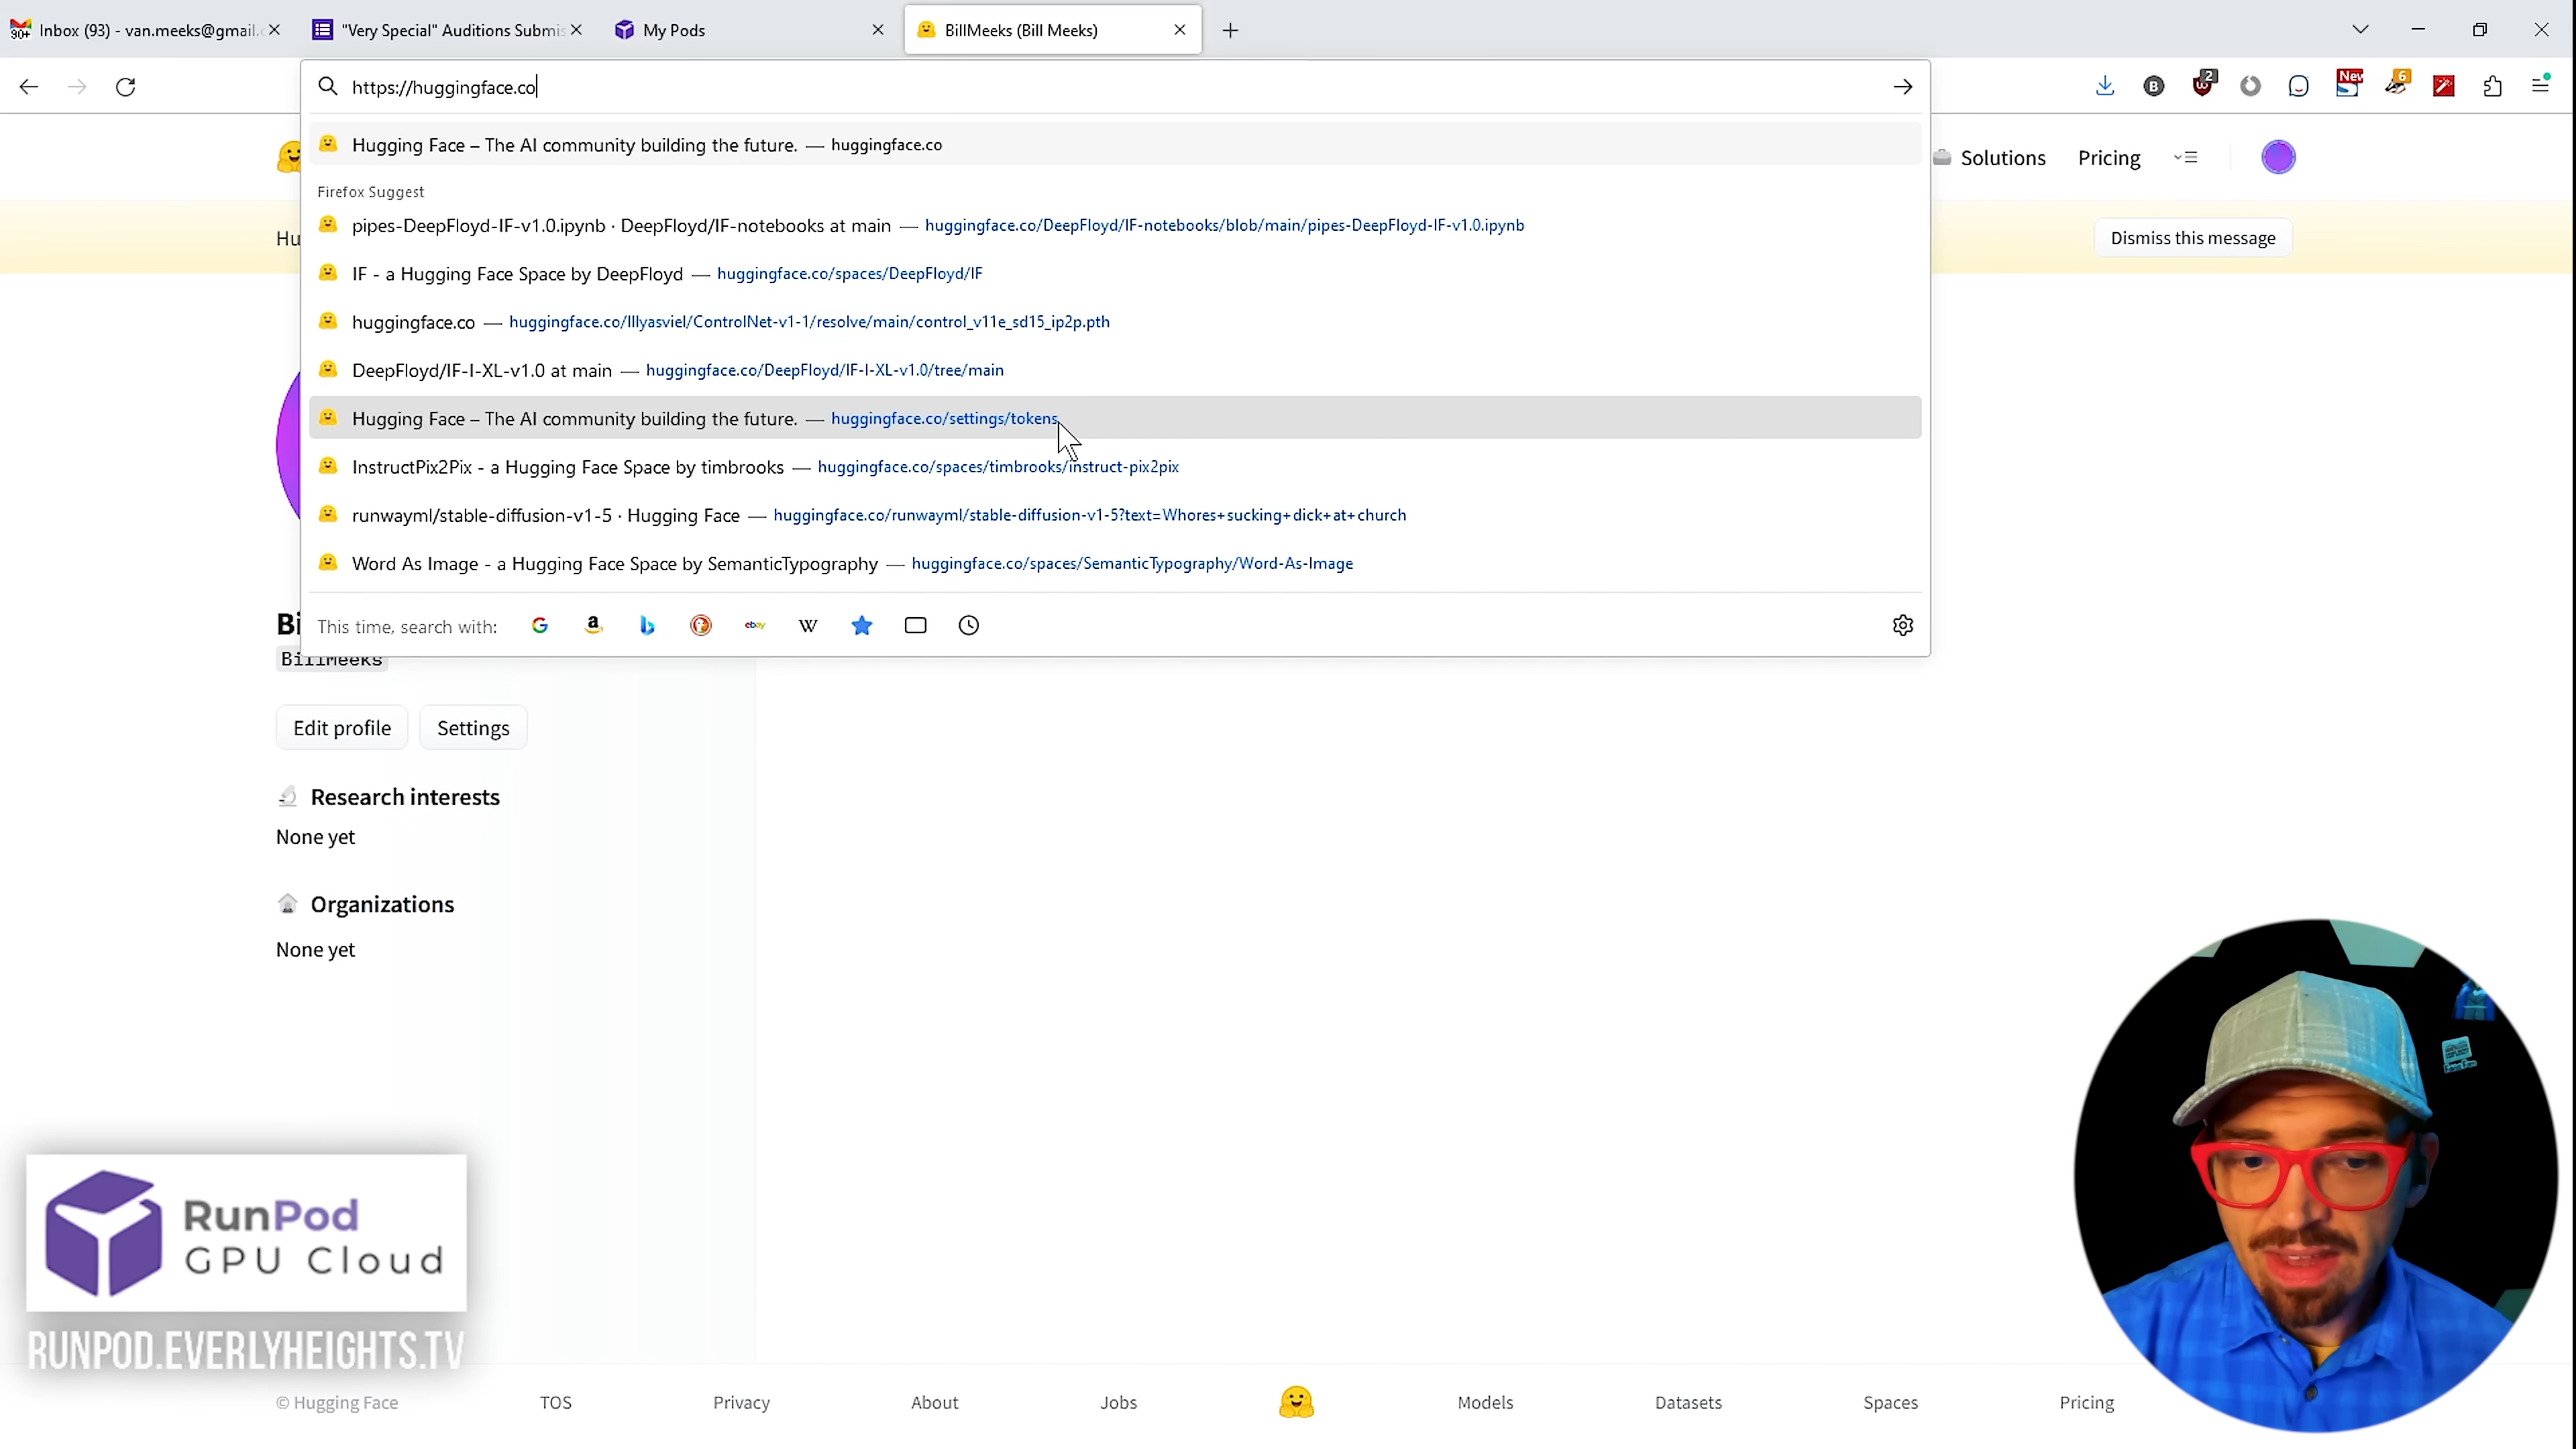 Inbox (93) - van.meeks@gmail.c
"Very Special" Auditions Submis
My Pods
BillMeeks (Bill Meeks)
https://huggingface.co
Hugging Face – The AI community building the future. — huggingface.co
Firefox Suggest
pipes-DeepFloyd-IF-v1.0.ipynb · DeepFloyd/IF-notebooks at main — huggingface.co/DeepFloyd/IF-notebooks/blob/main/pipes-DeepFloyd-IF-v1.0.ipynb
IF - a Hugging Face Space by DeepFloyd — huggingface.co/spaces/DeepFloyd/IF
huggingface.co — huggingface.co/lllyasviel/ControlNet-v1-1/resolve/main/control_v11e_sd15_ip2p.pth
DeepFloyd/IF-I-XL-v1.0 at main — huggingface.co/DeepFloyd/IF-I-XL-v1.0/tree/main
Hugging Face – The AI community building the future. — huggingface.co/settings/tokens
InstructPix2Pix - a Hugging Face Space by timbrooks — huggingface.co/spaces/timbrooks/instruct-pix2pix
runwayml/stable-diffusion-v1-5 · Hugging Face — huggingface.co/runwayml/stable-diffusion-v1-5?text=Whores+sucking+dick+at+church
Word As Image - a Hugging Face Space by SemanticTypography — huggingface.co/spaces/SemanticTypography/Word-As-Image
This time, search with:
2
New
6
Solutions
Pricing
Hu
Dismiss this message
Bi
BillMeeks
Edit profile
Settings
Research interests
None yet
Organizations
None yet
RunPod
GPU Cloud
RUNPOD.EVERLYHEIGHTS.TV
© Hugging Face
TOS
Privacy
About
Jobs
Models
Datasets
Spaces
Pricing